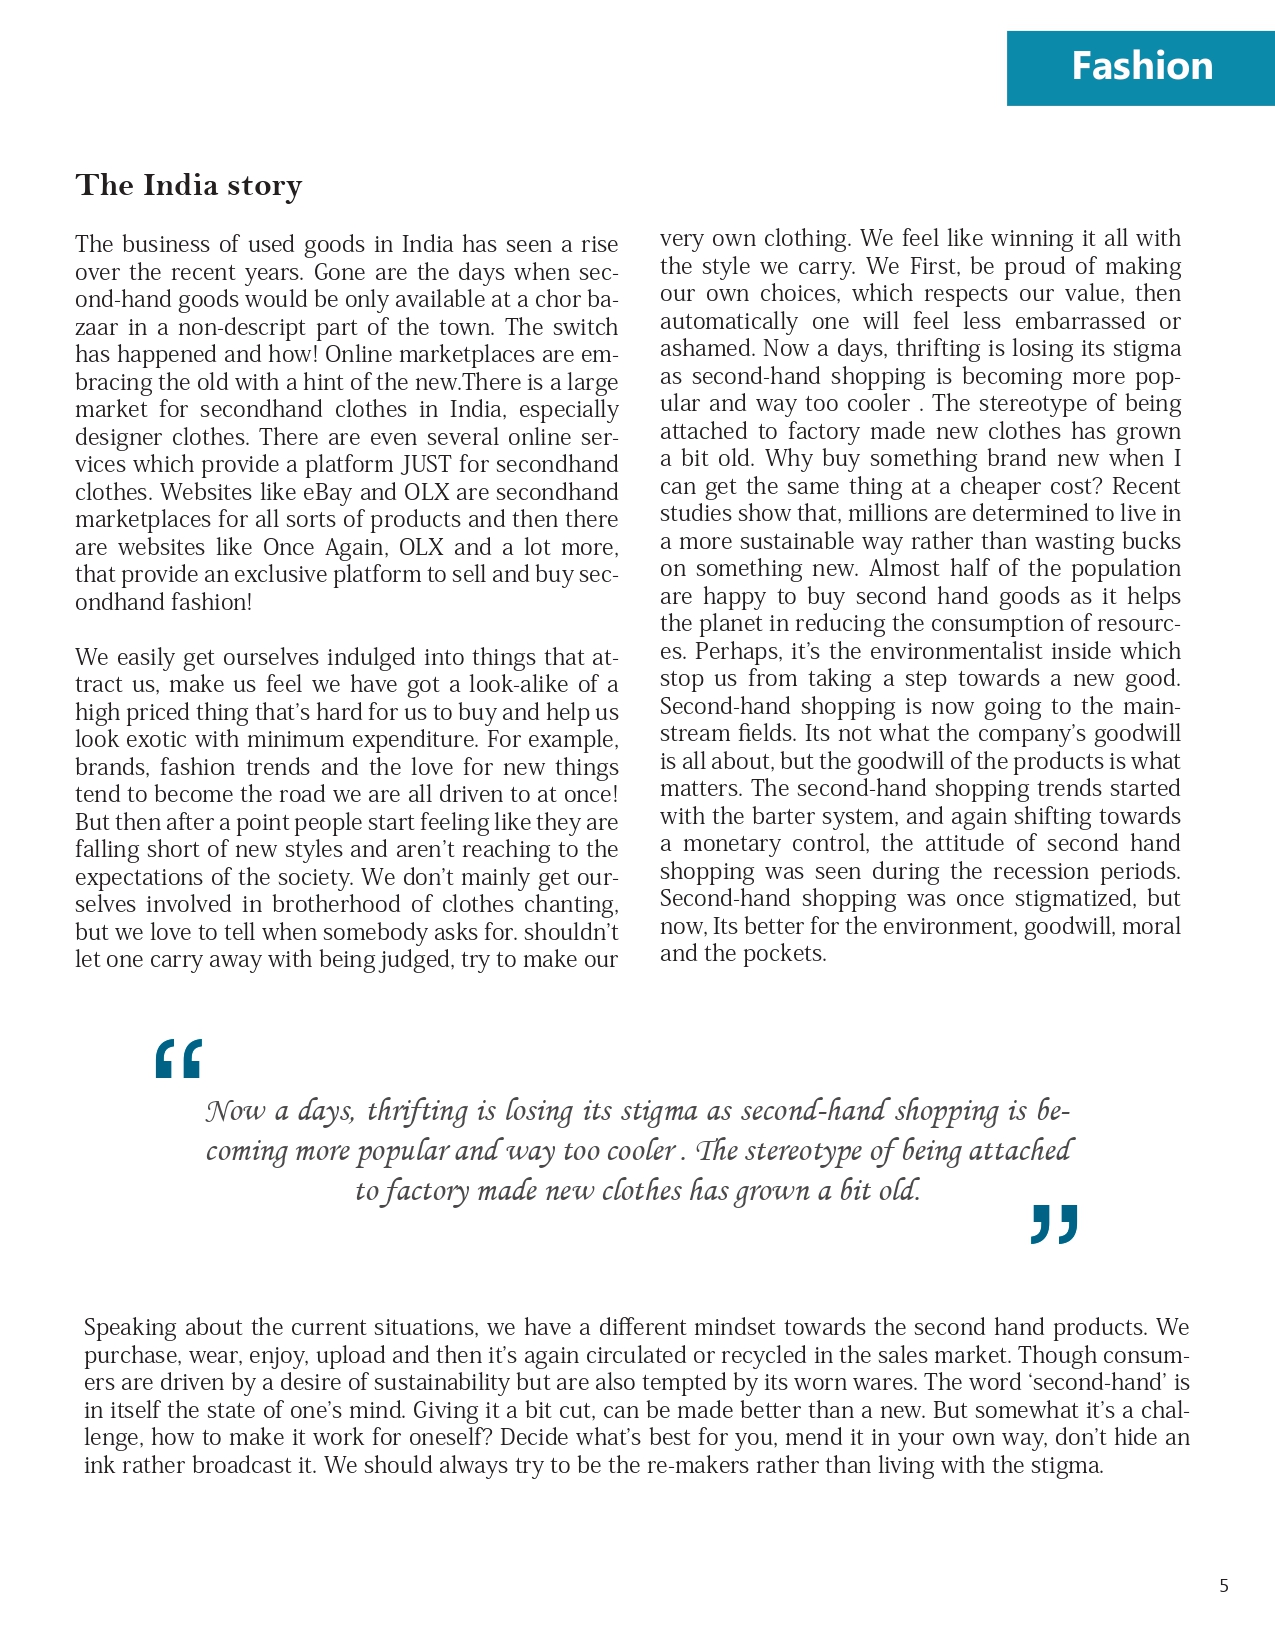 Fashion
The India story
The business of used goods in India has seen a rise
over the recent years. Gone are the days when sec-
ond-hand goods would be only available at a chor ba-
zaar in a non-descript part of the town. The switch
has happened and how! Online marketplaces are em-
bracing the old with a hint of the new.There is a large
market for secondhand clothes in India, especially
designer clothes. There are even several online ser-
vices which provide a platform JUST for secondhand
clothes. Websites like eBay and OLX are secondhand
marketplaces for all sorts of products and then there
are websites like Once Again, OLX and a lot more,
that provide an exclusive platform to sell and buy sec-
ondhand fashion!
We easily get ourselves indulged into things that at-
tract us, make us feel we have got a look-alike of a
high priced thing that’s hard for us to buy and help us
look exotic with minimum expenditure. For example,
brands, fashion trends and the love for new things
tend to become the road we are all driven to at once!
But then after a point people start feeling like they are
falling short of new styles and aren’t reaching to the
expectations of the society. We don’t mainly get our-
selves involved in brotherhood of clothes chanting,
but we love to tell when somebody asks for. shouldn’t
let one carry away with being judged, try to make our
very own clothing. We feel like winning it all with
the style we carry. We First, be proud of making
our own choices, which respects our value, then
automatically one will feel less embarrassed or
ashamed. Now a days, thrifting is losing its stigma
as second-hand shopping is becoming more pop-
ular and way too cooler . The stereotype of being
attached to factory made new clothes has grown
a bit old. Why buy something brand new when I
can get the same thing at a cheaper cost? Recent
studies show that, millions are determined to live in
a more sustainable way rather than wasting bucks
on something new. Almost half of the population
are happy to buy second hand goods as it helps
the planet in reducing the consumption of resourc-
es. Perhaps, it’s the environmentalist inside which
stop us from taking a step towards a new good.
Second-hand shopping is now going to the main-
stream fields. Its not what the company’s goodwill
is all about, but the goodwill of the products is what
matters. The second-hand shopping trends started
with the barter system, and again shifting towards
a monetary control, the attitude of second hand
shopping was seen during the recession periods.
Second-hand shopping was once stigmatized, but
now, Its better for the environment, goodwill, moral
and the pockets.
“
Now a days, thrifting is losing its stigma as second-hand shopping is be-
coming more popular and way too cooler . The stereotype of being attached
to factory made new clothes has grown a bit old.
”
Speaking about the current situations, we have a different mindset towards the second hand products. We
purchase, wear, enjoy, upload and then it’s again circulated or recycled in the sales market. Though consum-
ers are driven by a desire of sustainability but are also tempted by its worn wares. The word ‘second-hand’ is
in itself the state of one’s mind. Giving it a bit cut, can be made better than a new. But somewhat it’s a chal-
lenge, how to make it work for oneself? Decide what’s best for you, mend it in your own way, don’t hide an
ink rather broadcast it. We should always try to be the re-makers rather than living with the stigma.
5